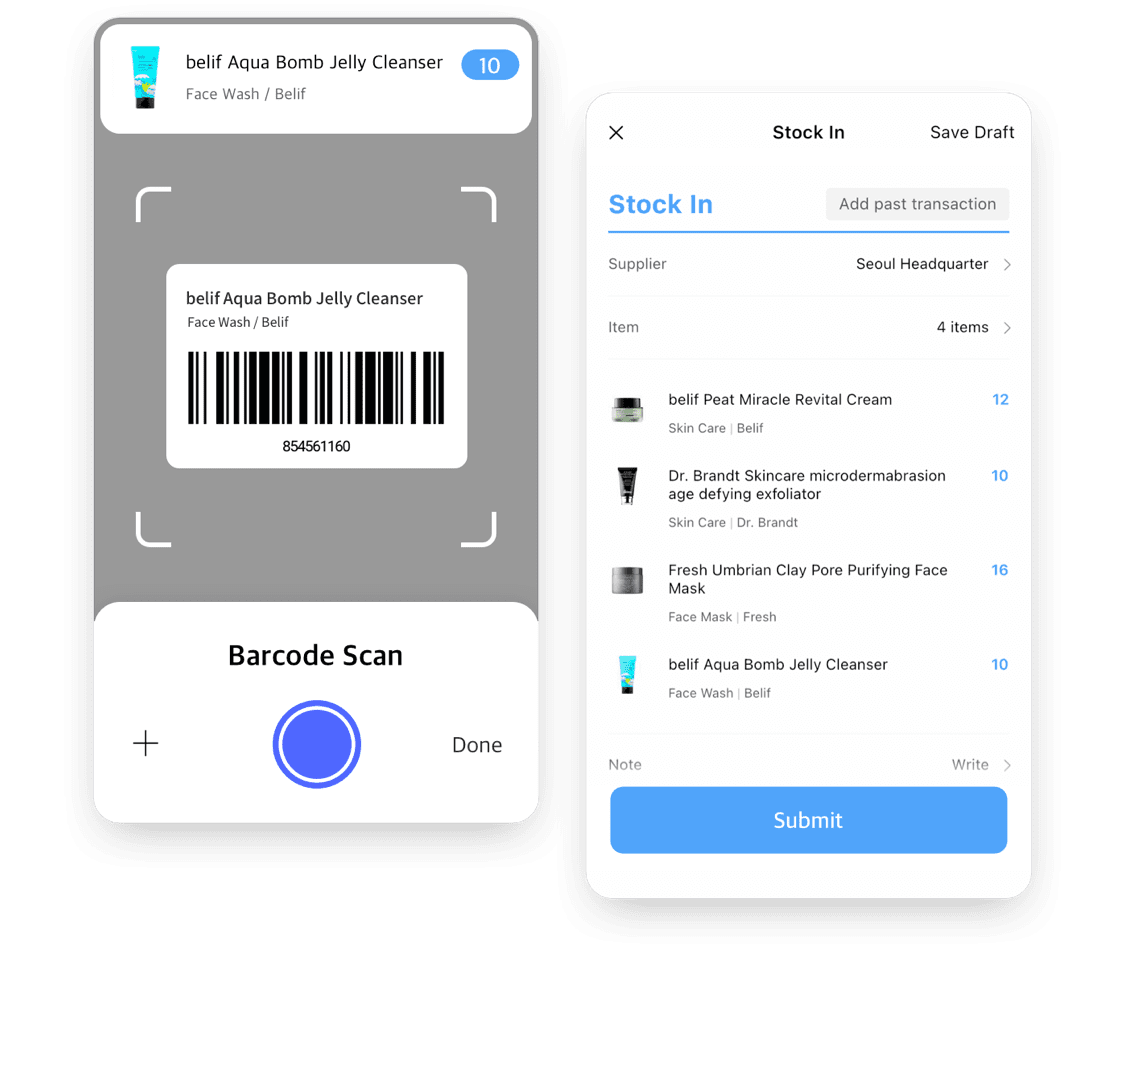 belif Aqua Bomb Jelly Cleanser
10
Face Wash / Belif
belif Aqua Bomb Jelly Cleanser
Face Wash / Belif
854561160
Barcode Scan
Done
Stock In
Save Draft
Stock In
Add past transaction
Supplier
Seoul Headquarter
Item
4 items
belif Peat Miracle Revital Cream
12
Skin Care | Belif
Dr. Brandt Skincare microdermabrasion
age defying exfoliator
10
Skin Care | Dr. Brandt
Fresh Umbrian Clay Pore Purifying Face
Mask
16
Face Mask | Fresh
belif Aqua Bomb Jelly Cleanser
10
Face Wash | Belif
Note
Write
Submit